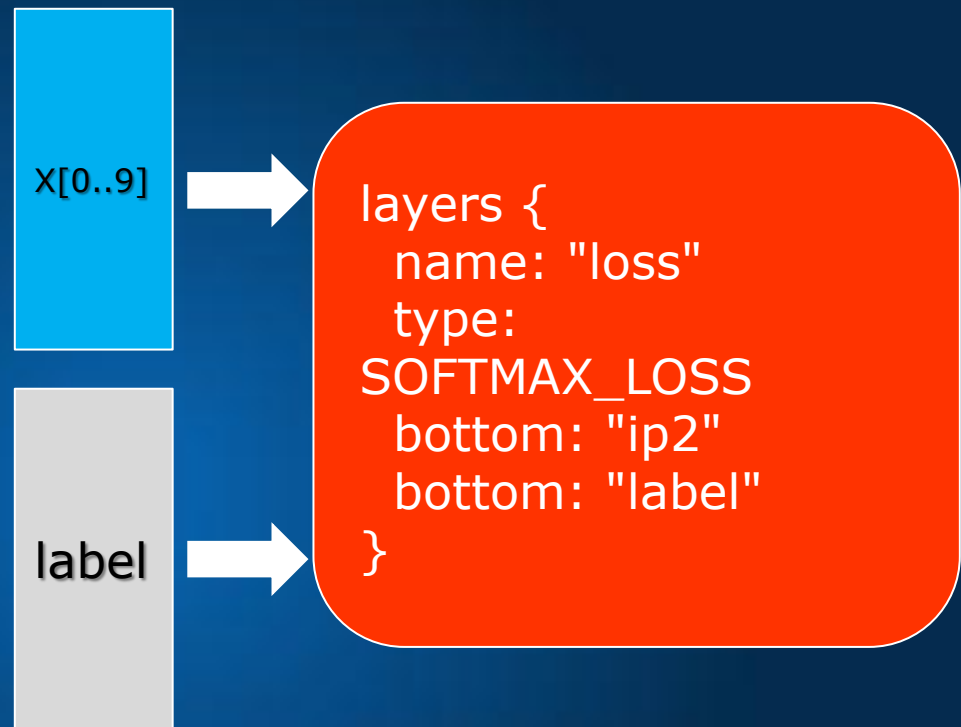 X[0..9]
layers {
name: "loss"
type:
SOFTMAX_LOSS
bottom: "ip2"
bottom: "label"
}
label